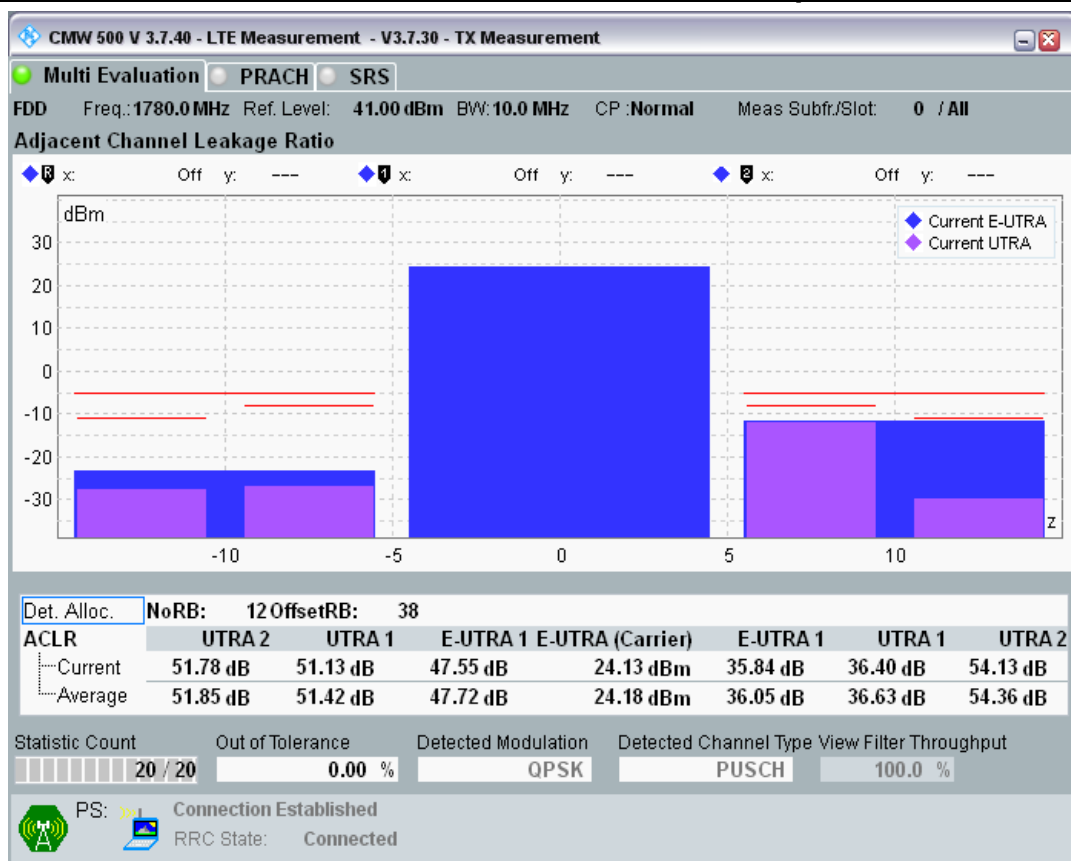 CMW 500 V 3.7.40 - LTE Measurement - V3.7.30 - TX Measurement
Multi Evaluation PRACH SRS
FDD Freq.: 1780.0 MHz Ref. Level: 41.00 dBm BW: 10.0 MHz CP :Normal Meas Subfr./Slot: 0 / All
Adjacent Channel Leakage Ratio
R x: Off y: --- 1 x: Off y: --- 2 x: Off y: ---
dBm
Current E-UTRA
Current UTRA
30
20
10
0
-10
-20
-30
z
-10 -5 0 5 10
Det. Alloc. NoRB: 12 OffsetRB: 38
ACLR UTRA 2 UTRA 1 E-UTRA 1 E-UTRA (Carrier) E-UTRA 1 UTRA 1 UTRA 2
Current 51.78 dB 51.13 dB 47.55 dB 24.13 dBm 35.84 dB 36.40 dB 54.13 dB
Average 51.85 dB 51.42 dB 47.72 dB 24.18 dBm 36.05 dB 36.63 dB 54.36 dB
Statistic Count Out of Tolerance Detected Modulation Detected Channel Type View Filter Throughput
20 / 20 0.00 % QPSK PUSCH 100.0 %
PS: Connection Established
RRC State: Connected